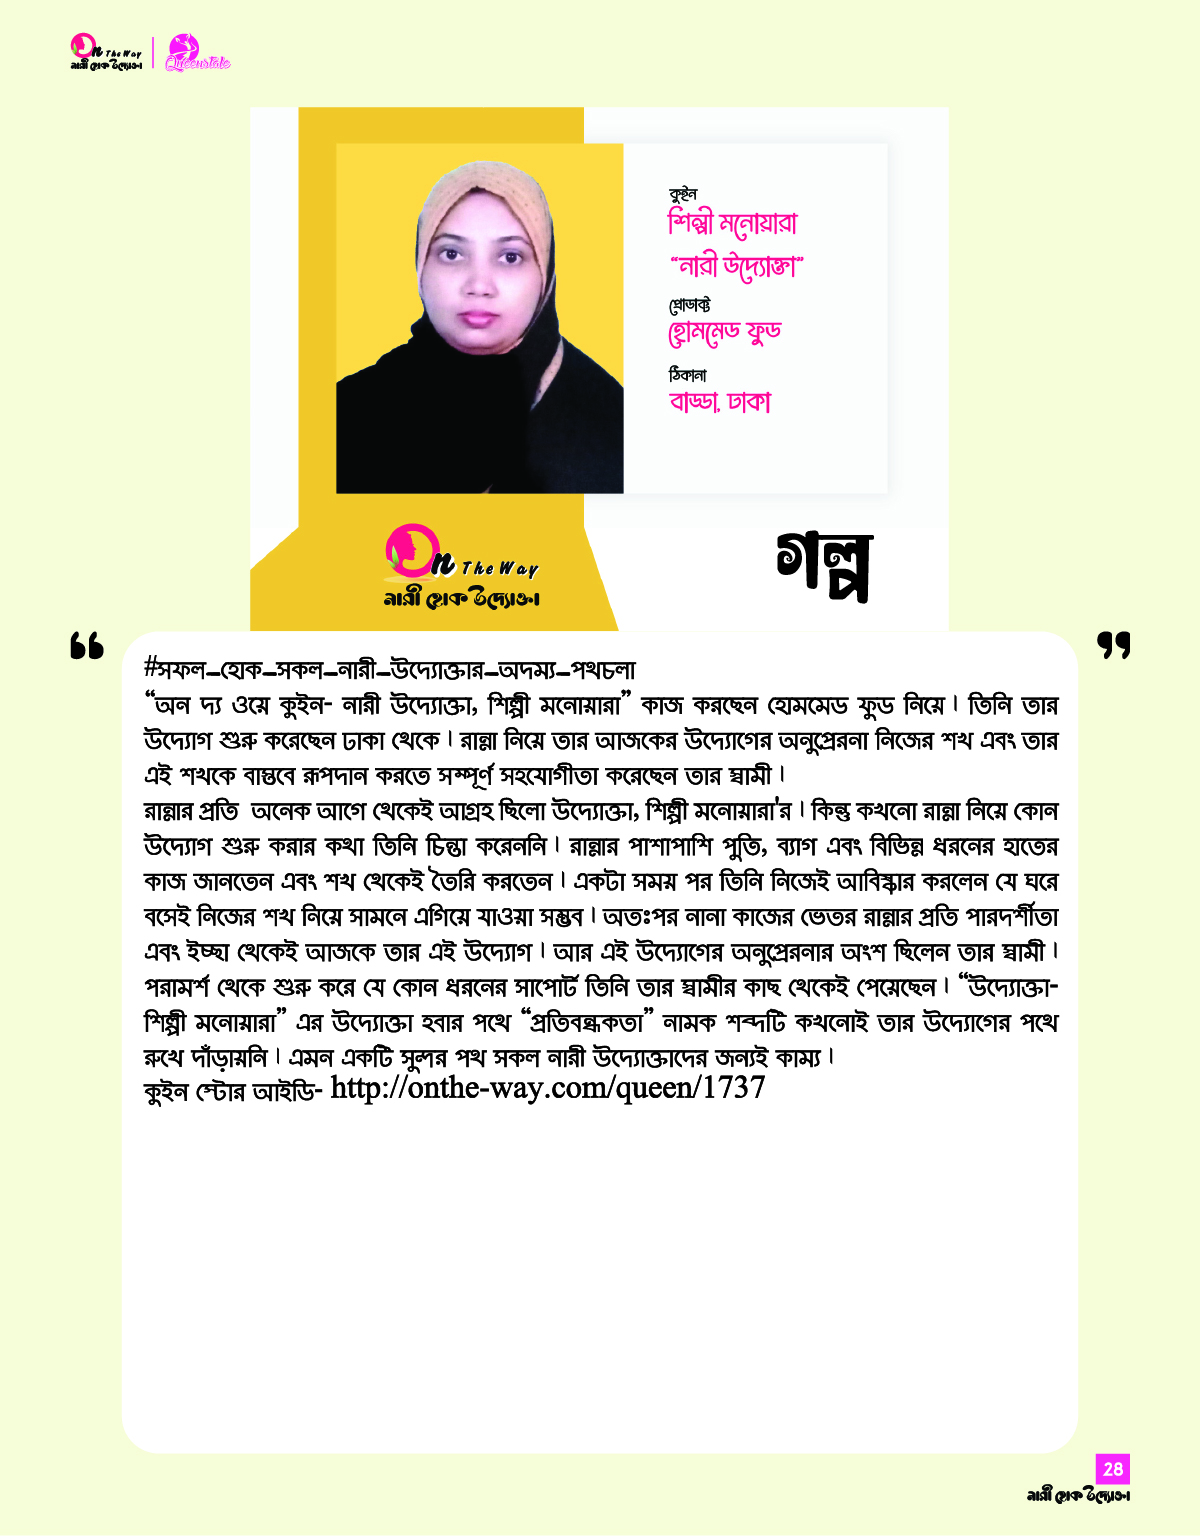 On The Way
নারী হোক উদ্যোক্তা
Queenstale
কুইন
শিল্পী মনোয়ারা
“নারী উদ্যোক্তা”
প্রোডাক্ট
হোমমেড ফুড
ঠিকানা
বাড্ডা, ঢাকা
On The Way
নারী হোক উদ্যোক্তা
গল্প
#সফল_হোক_সকল_নারী_উদ্যোক্তার_অদম্য_পথচলা
“অন দ্য ওয়ে কুইন- নারী উদ্যোক্তা, শিল্পী মনোয়ারা” কাজ করছেন হোমমেড ফুড নিয়ে। তিনি তার
উদ্যোগ শুরু করেছেন ঢাকা থেকে। রান্না নিয়ে তার আজকের উদ্যোগের অনুপ্রেরনা নিজের শখ এবং তার
এই শখকে বাস্তবে রূপদান করতে সম্পূর্ণ সহযোগীতা করেছেন তার স্বামী।
রান্নার প্রতি অনেক আগে থেকেই আগ্রহ ছিলো উদ্যোক্তা, শিল্পী মনোয়ারা'র। কিন্তু কখনো রান্না নিয়ে কোন
উদ্যোগ শুরু করার কথা তিনি চিন্তা করেননি। রান্নার পাশাপাশি পুতি, ব্যাগ এবং বিভিন্ন ধরনের হাতের
কাজ জানতেন এবং শখ থেকেই তৈরি করতেন। একটা সময় পর তিনি নিজেই আবিষ্কার করলেন যে ঘরে
বসেই নিজের শখ নিয়ে সামনে এগিয়ে যাওয়া সম্ভব। অতঃপর নানা কাজের ভেতর রান্নার প্রতি পারদর্শীতা
এবং ইচ্ছা থেকেই আজকে তার এই উদ্যোগ। আর এই উদ্যোগের অনুপ্রেরনার অংশ ছিলেন তার স্বামী।
পরামর্শ থেকে শুরু করে যে কোন ধরনের সাপোর্ট তিনি তার স্বামীর কাছ থেকেই পেয়েছেন। “উদ্যোক্তা-
শিল্পী মনোয়ারা” এর উদ্যোক্তা হবার পথে “প্রতিবন্ধকতা” নামক শব্দটি কখনোই তার উদ্যোগের পথে
রুখে দাঁড়ায়নি। এমন একটি সুন্দর পথ সকল নারী উদ্যোক্তাদের জন্যই কাম্য।
কুইন স্টোর আইডি- http://onthe-way.com/queen/1737
28
নারী হোক উদ্যোক্তা